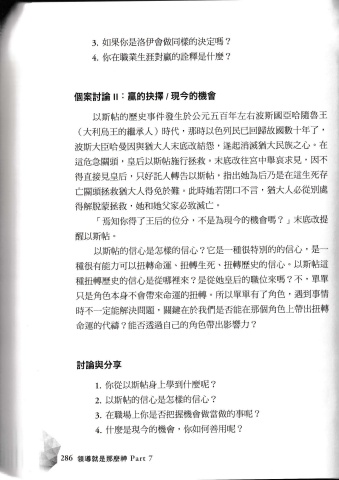 3. 如果你是洛伊會做同樣的決定嗎？
4. 你在職業生涯對贏的詮釋是什麼？
個案討論 II：贏的抉擇 / 現今的機會
以斯帖的歷史事件發生於公元五百年左右波斯國亞哈隨魯王
（大利烏王的繼承人）時代，那時以色列民已回歸故國數十年了，
波斯大臣哈曼因與猶大人末底改結怨，遂起消滅猶大人民族之心。在
這危急關頭，皇后以斯帖施行拯救。末底改往宮中舉哀求見，因不
得直接見皇后，只好託人轉告以斯帖，指出她為后乃是在這生死存
亡關頭拯救猶大人得免於難。此時她若閉口不言，猶大人必從別處
得解脫蒙拯救，她和她父家必致滅亡。
「焉知你得了王后的位分，不是為現今的機會嗎？」末底改提
醒以斯帖。
以斯帖的信心是怎樣的信心？它是一種很特別的的信心，是一
種很有能力可以扭轉命運、扭轉生死、扭轉歷史的信心。以斯帖這
種扭轉歷史的信心是從哪裡來？是從她皇后的職位來嗎？不，單單
只是角色本身不會帶來命運的扭轉。所以單單有了角色，遇到事情
時不一定能解決問題，關鍵在於我們是否能在那個角色上帶出扭轉
命運的代禱？能否透過自己的角色帶出影響力？
討論與分享
1. 你從以斯帖身上學到什麼呢？
2. 以斯帖的信心是怎樣的信心？
3. 在職場上你是否把握機會做當做的事呢？
4. 什麼是現今的機會，你如何善用呢？
286 領導就是那麼神 Part 7